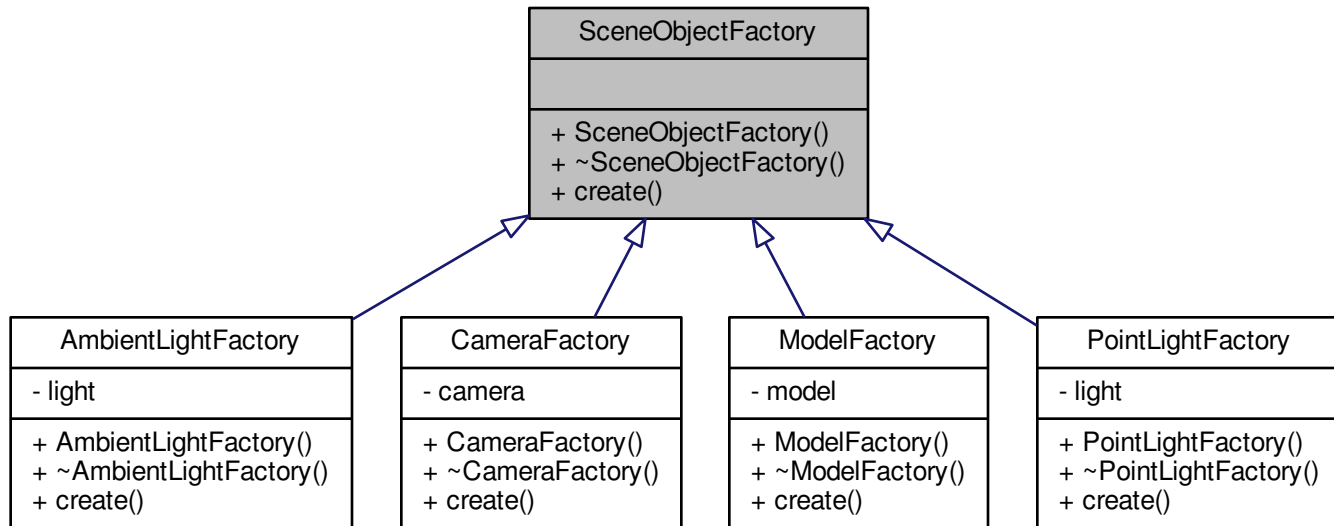 SceneObjectFactory
+ SceneObjectFactory()
+ ~SceneObjectFactory()
+ create()
AmbientLightFactory
- light
+ AmbientLightFactory()
+ ~AmbientLightFactory()
+ create()
CameraFactory
- camera
+ CameraFactory()
+ ~CameraFactory()
+ create()
ModelFactory
- model
+ ModelFactory()
+ ~ModelFactory()
+ create()
PointLightFactory
- light
+ PointLightFactory()
+ ~PointLightFactory()
+ create()